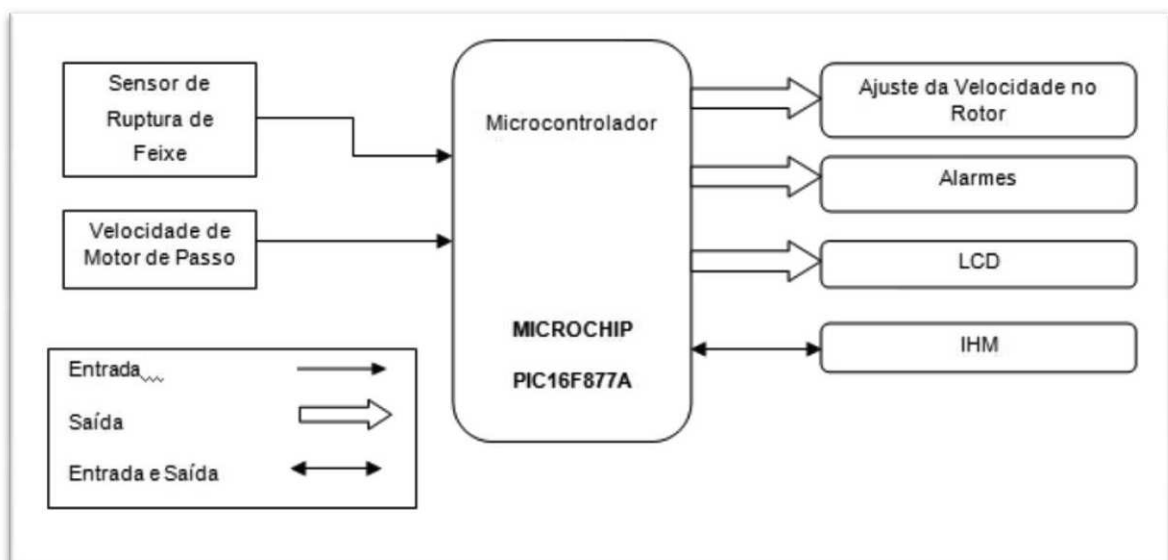 Sensor de
Ruptura de
Feixe
Velocidade de
Motor de Passo
Entrada
Saída
Entrada e Saída
Microcontrolador
MICROCHIP
PIC16F877A
Ajuste da Velocidade no
Rotor
Alarmes
LCD
IHM